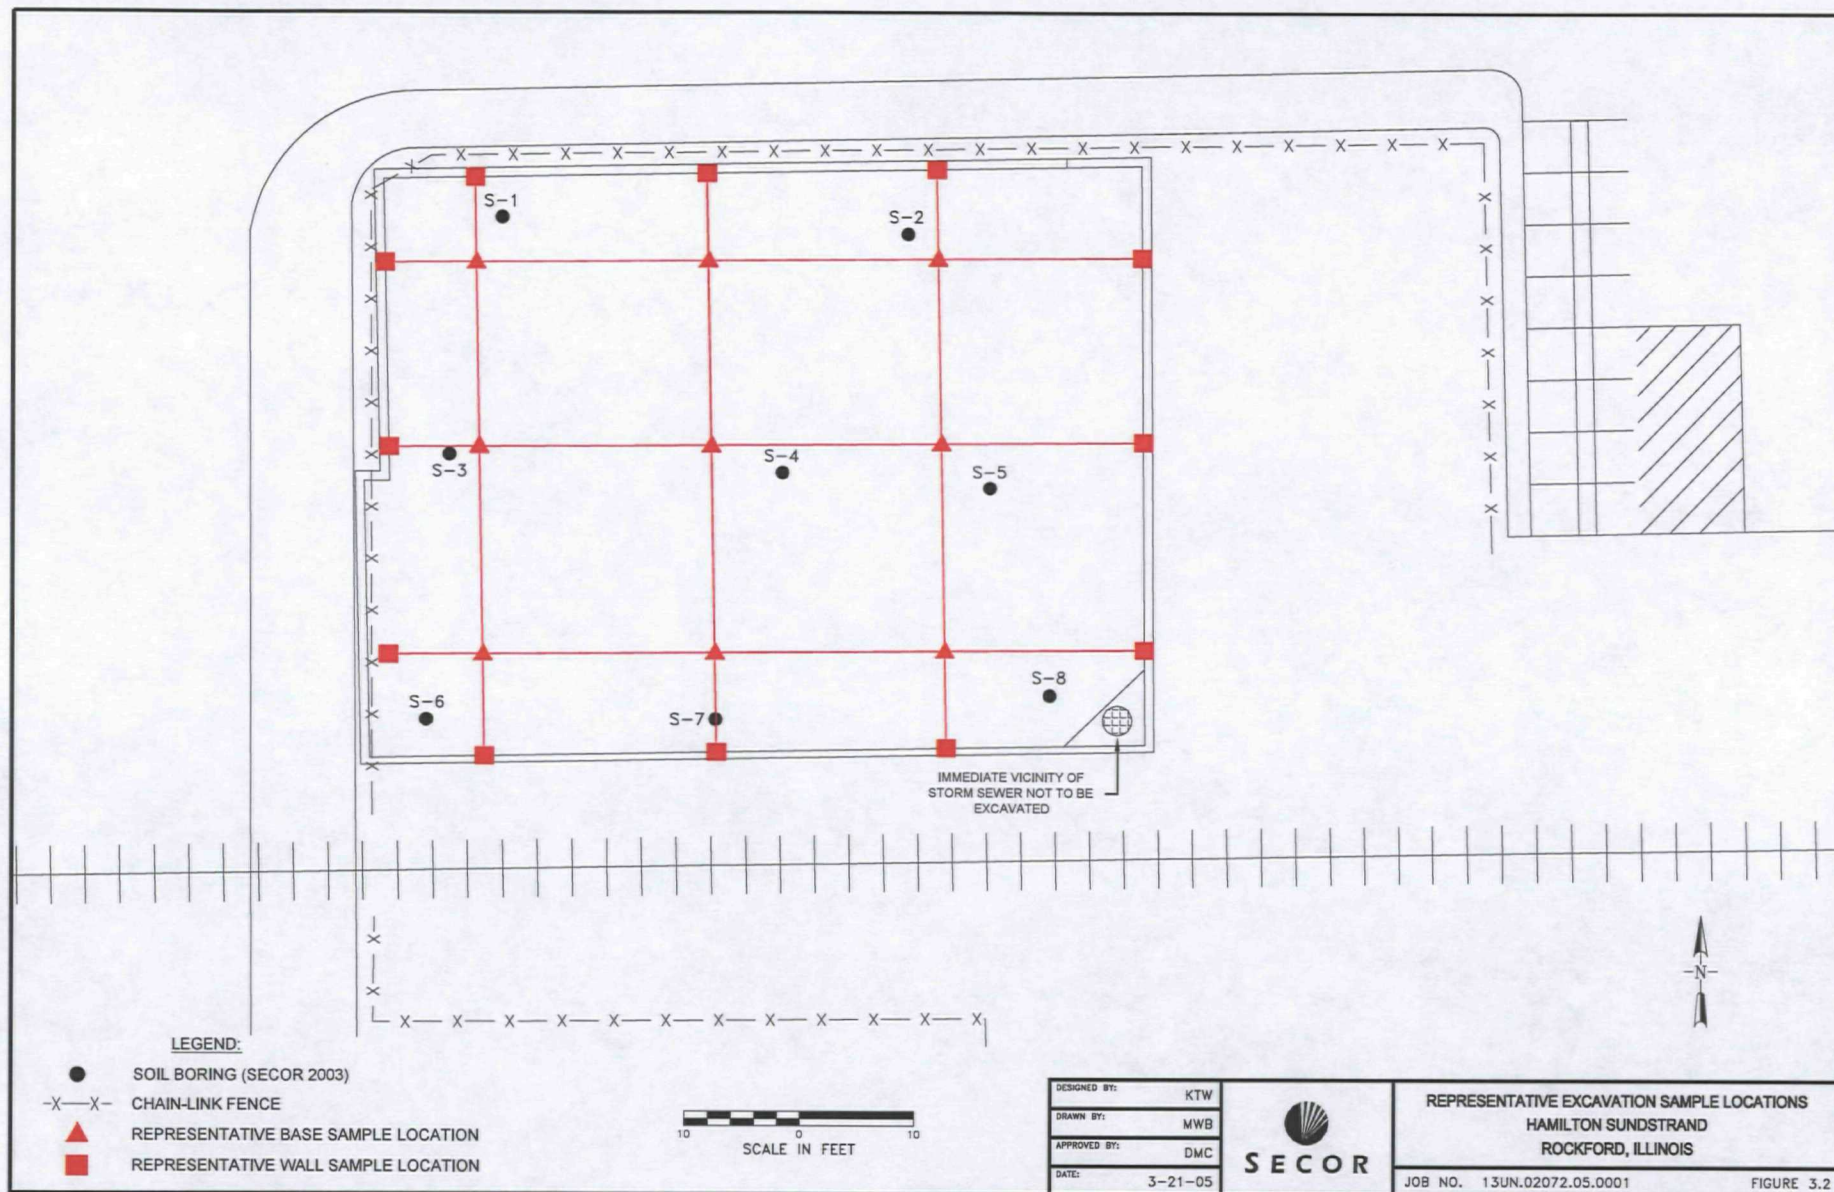 S-1
S-2
S-3
S-4
S-5
S-6
S-7
S-8
IMMEDIATE VICINITY OF
STORM SEWER NOT TO BE
EXCAVATED
N
LEGEND:
SOIL BORING (SECOR 2003)
-X-X- CHAIN-LINK FENCE
REPRESENTATIVE BASE SAMPLE LOCATION
REPRESENTATIVE WALL SAMPLE LOCATION
10 0 10
SCALE IN FEET
DESIGNED BY: KTW
DRAWN BY: MWB
APPROVED BY: DMC
DATE: 3-21-05
SECOR
REPRESENTATIVE EXCAVATION SAMPLE LOCATIONS
HAMILTON SUNDSTRAND
ROCKFORD, ILLINOIS
JOB NO. 13UN.02072.05.0001 FIGURE 3.2